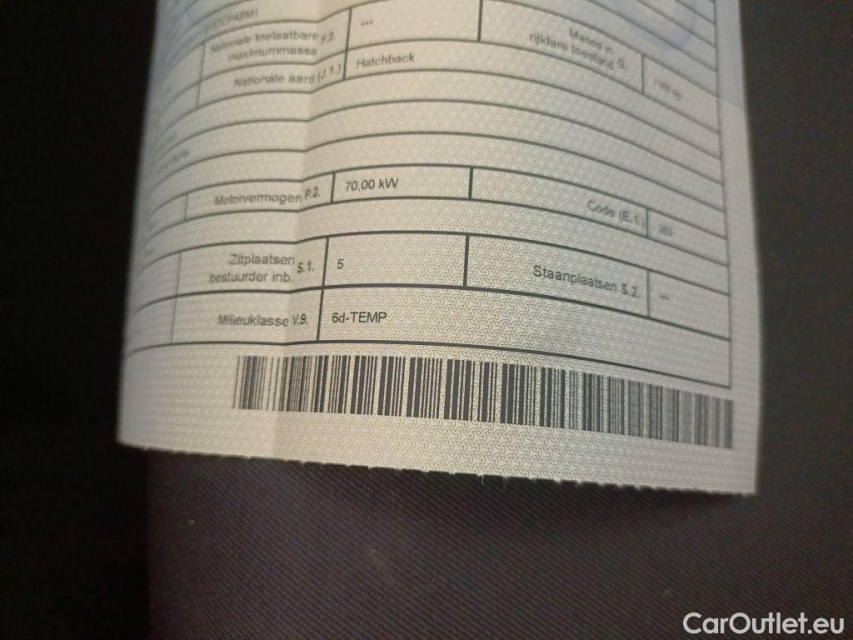 Nationale toelaatbare F.2.
maximummassa
---
Massa in
rijklare toestand G.
Nationale aard (J.1.)
Hatchback
Motorvermogen P.2.
70,00 kW
Code (E.1.)
Zitplaatsen
bestuurder inb. S.1.
5
Staanplaatsen S.2.
---
Milieuklasse V.9.
6d-TEMP
CarOutlet.eu